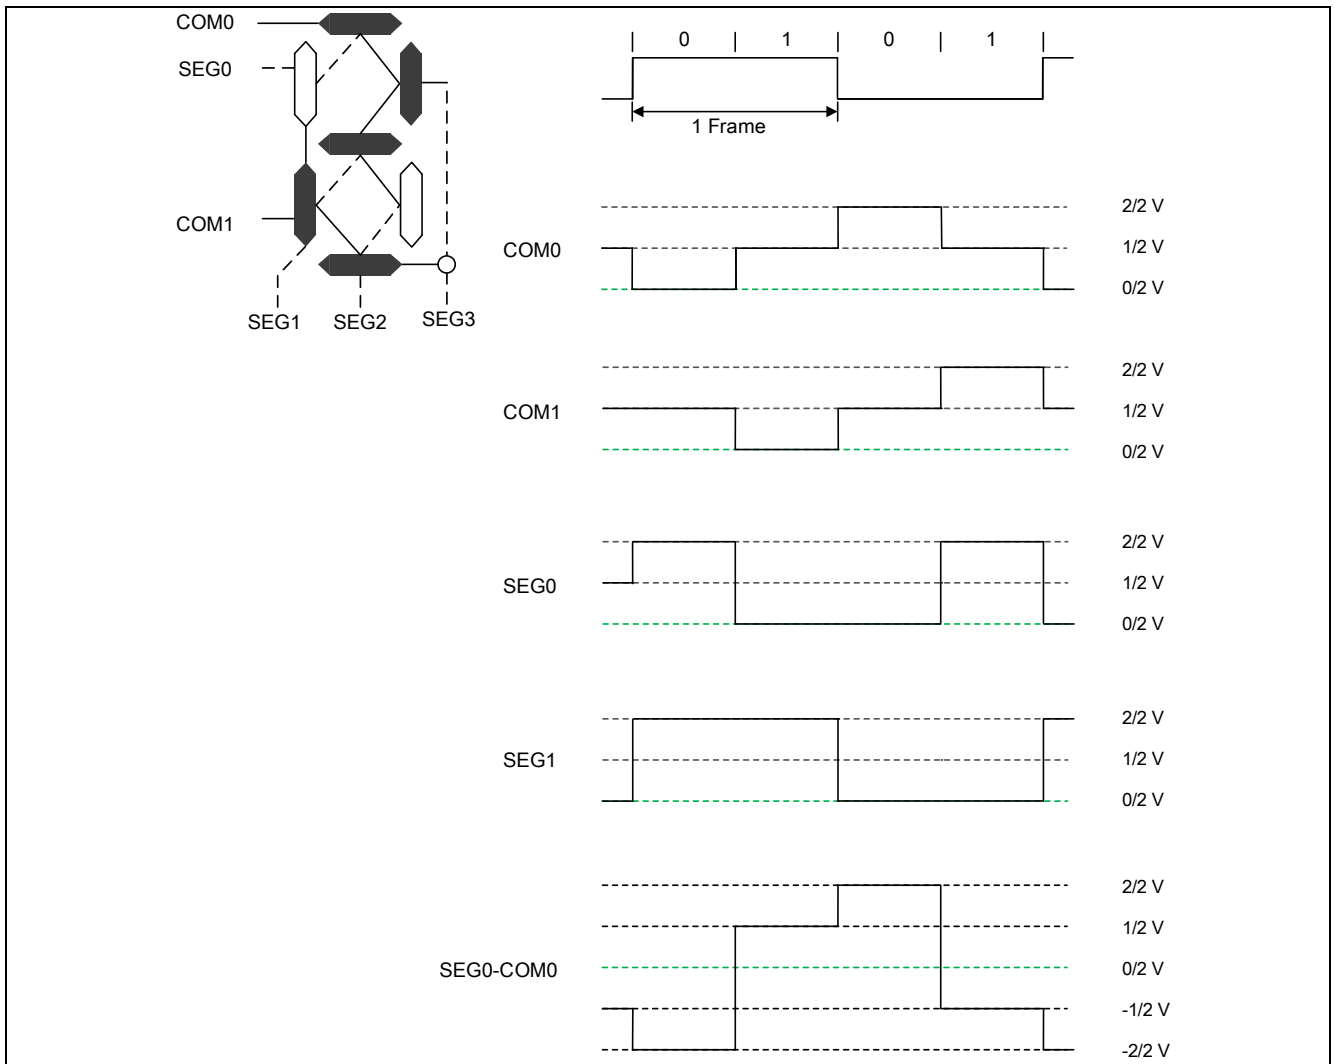 COM0
SEG0
COM1
SEG1 SEG2 SEG3
0 1 0 1
1 Frame
COM0
2/2 V
1/2 V
0/2 V
COM1
2/2 V
1/2 V
0/2 V
SEG0
2/2 V
1/2 V
0/2 V
SEG1
2/2 V
1/2 V
0/2 V
SEG0-COM0
2/2 V
1/2 V
0/2 V
-1/2 V
-2/2 V